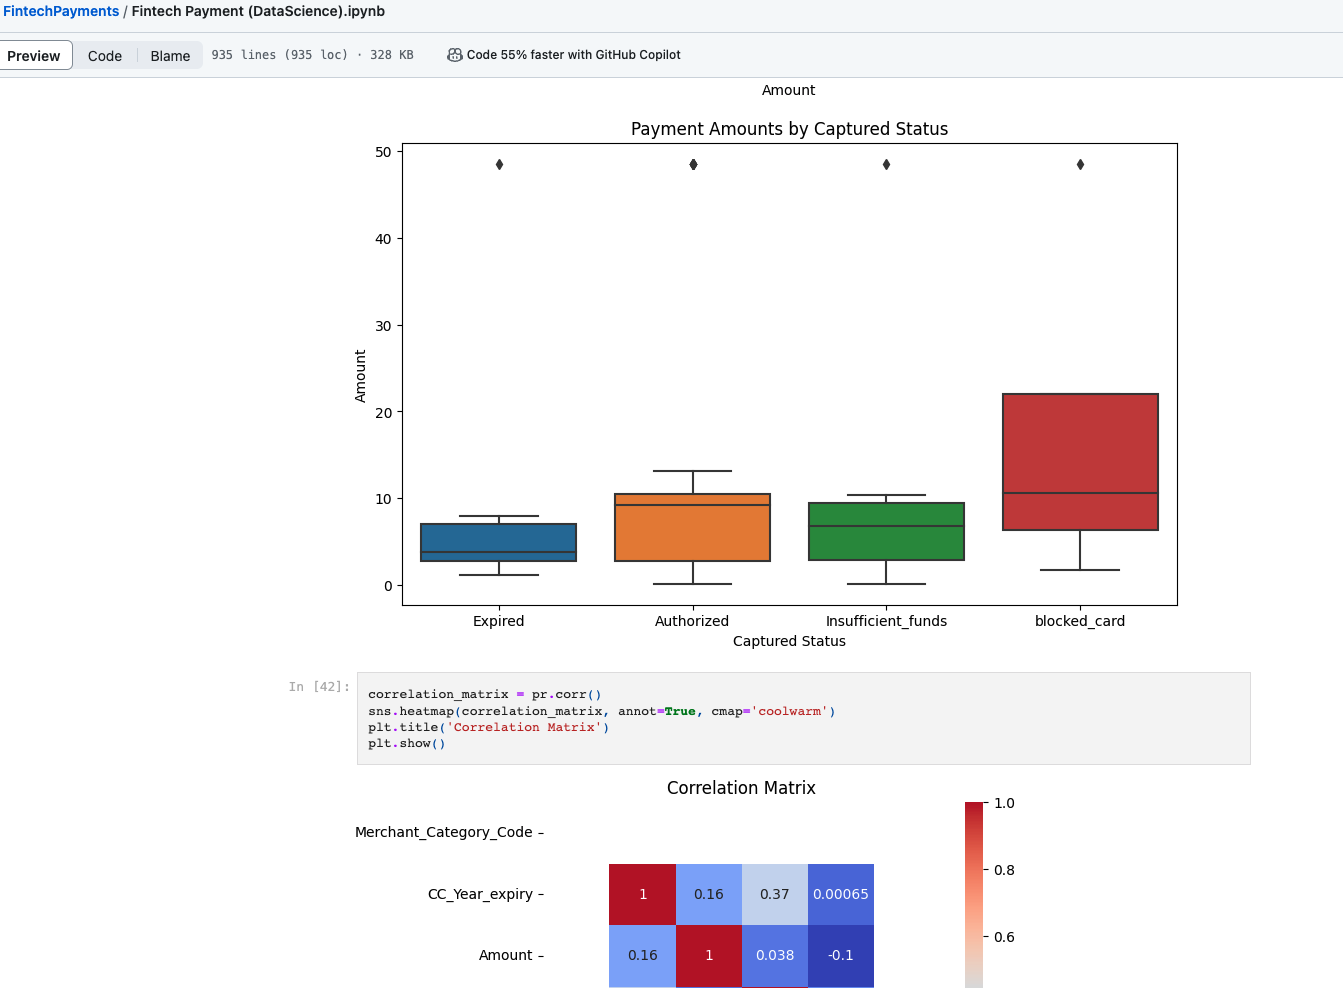 FintechPayments / Fintech Payment (DataScience).ipynb
Preview Code Blame 935 lines (935 loc) · 328 KB Code 55% faster with GitHub Copilot
Amount
Payment Amounts by Captured Status
50
40
30
20
10
0
Amount
Expired Authorized Insufficient_funds blocked_card
Captured Status
In [42]:
correlation_matrix = pr.corr()
sns.heatmap(correlation_matrix, annot=True, cmap='coolwarm')
plt.title('Correlation Matrix')
plt.show()
Correlation Matrix
Merchant_Category_Code
CC_Year_expiry 1 0.16 0.37 0.00065
Amount 0.16 1 0.038 -0.1
1.0
0.8
0.6